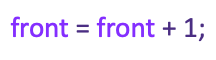 front = front + 1;